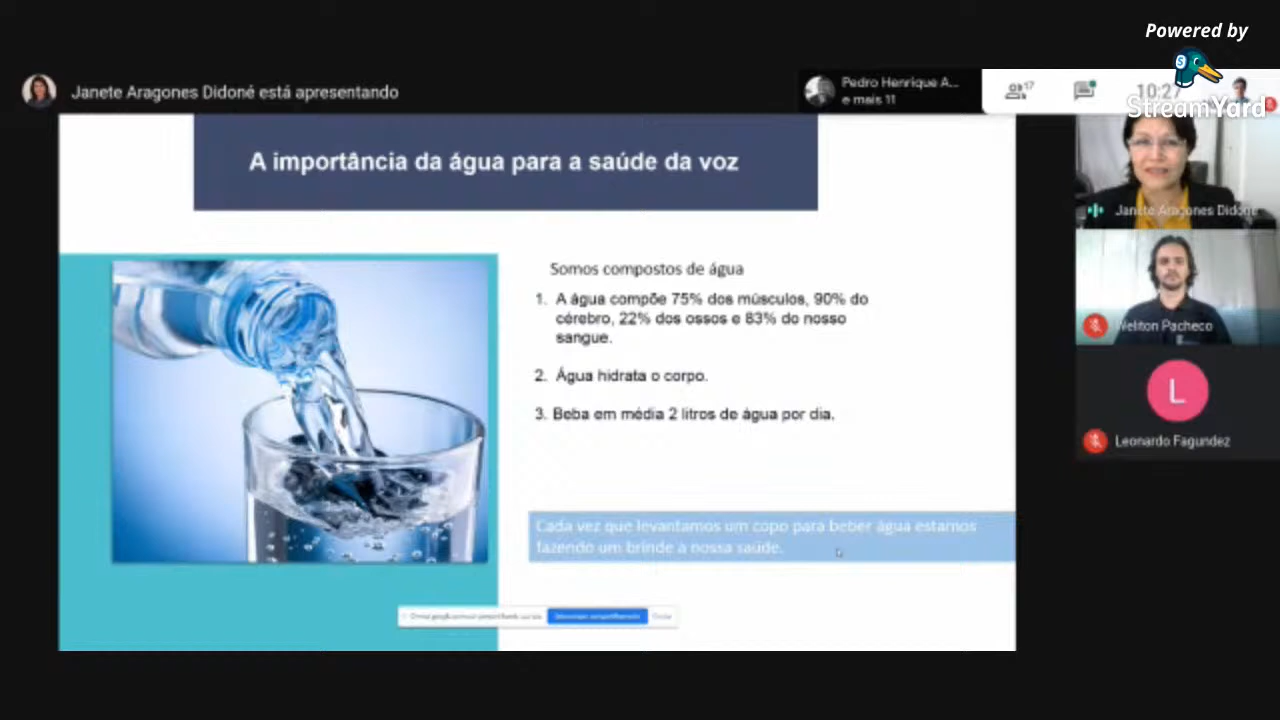 Powered by
StreamYard
Janete Aragones Didoné está apresentando
Pedro Henrique A...
e mais 11
17
10:27
A importância da água para a saúde da voz
Somos compostos de água
1. A água compõe 75% dos músculos, 90% do
cérebro, 22% dos ossos e 83% do nosso
sangue.
2. Água hidrata o corpo.
3. Beba em média 2 litros de água por dia.
Cada vez que levantamos um copo para beber água estamos
fazendo um brinde a nossa saúde.
Janete Aragones Didoné
Weliton Pacheco
L
Leonardo Fagundez